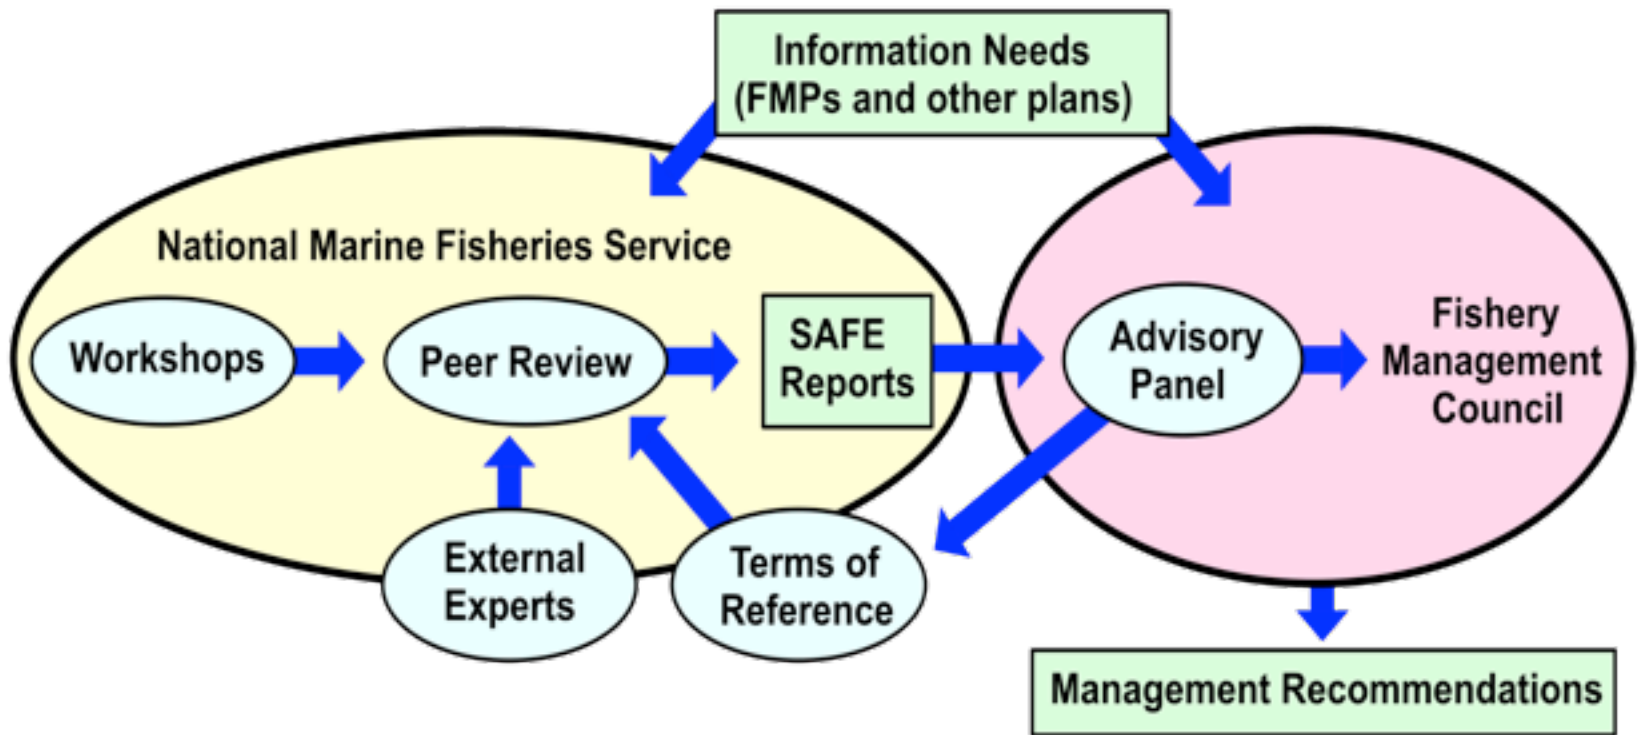 Information Needs
(FMPs and other plans)
National Marine Fisheries Service
Workshops
Peer Review
SAFE
Reports
Advisory
Panel
Fishery
Management
Council
External
Experts
Terms of
Reference
Management Recommendations